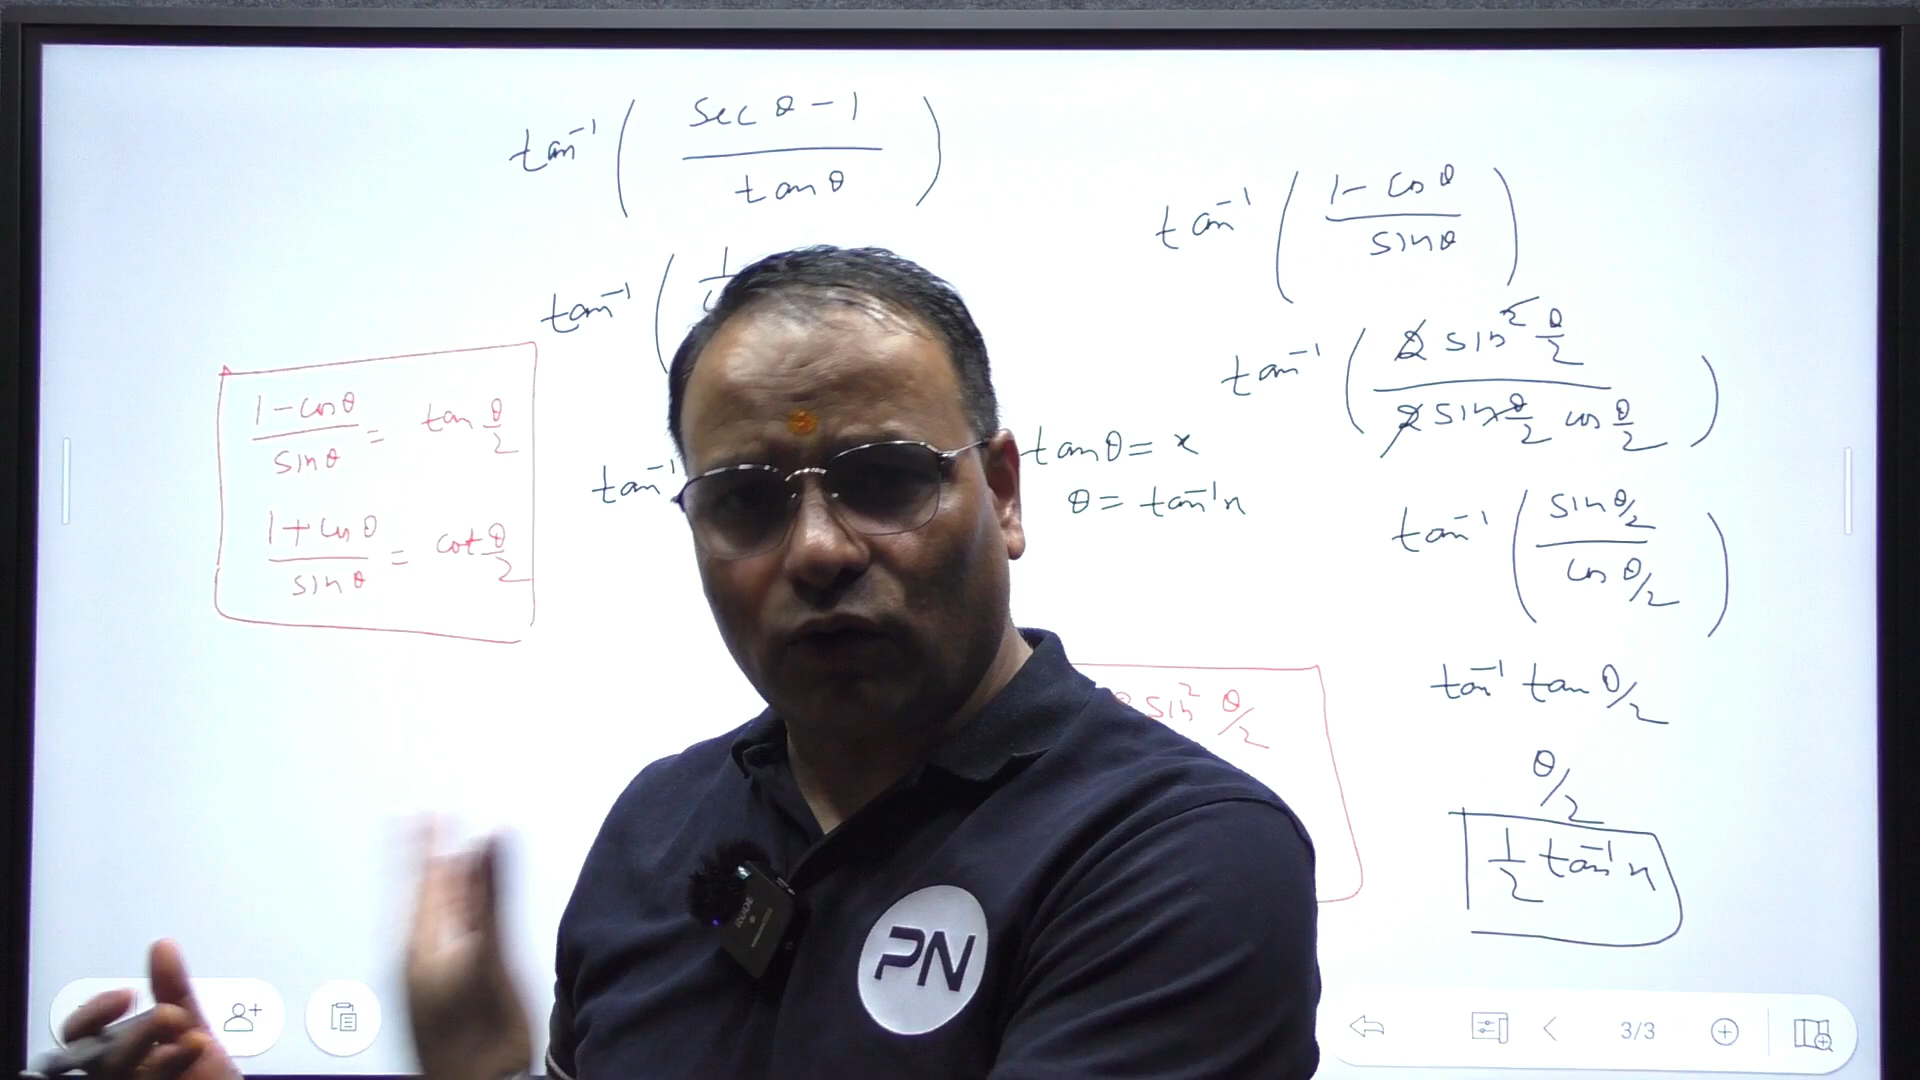 tan⁻¹ ( sec θ - 1 / tan θ )
tan⁻¹ ( 1
tan⁻¹
1 - cos θ / sin θ = tan θ/2
1 + cos θ / sin θ = cot θ/2
tan θ = x
θ = tan⁻¹ x
sin² θ/2
tan⁻¹ ( 1 - cos θ / sin θ )
tan⁻¹ ( 2 sin² θ/2 / 2 sin θ/2 cos θ/2 )
tan⁻¹ ( sin θ/2 / cos θ/2 )
tan⁻¹ tan θ/2
θ/2
1/2 tan⁻¹ x
RODE
PN
3/3